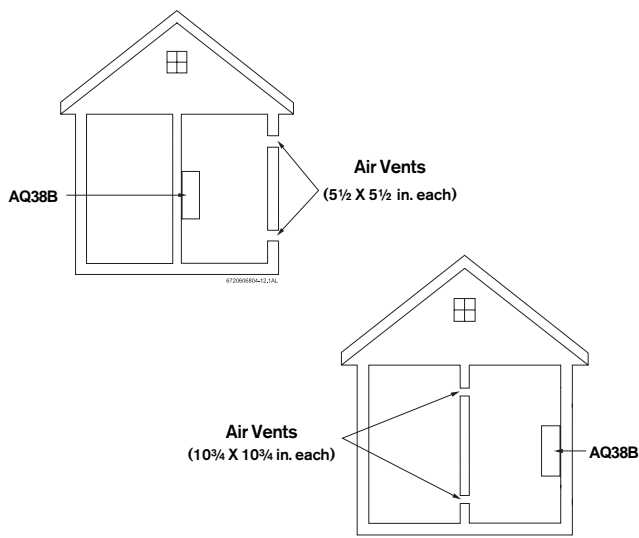 AQ38B
Air Vents
(5½ X 5½ in. each)
6720606804-12.1AL
Air Vents
(10¾ X 10¾ in. each)
AQ38B